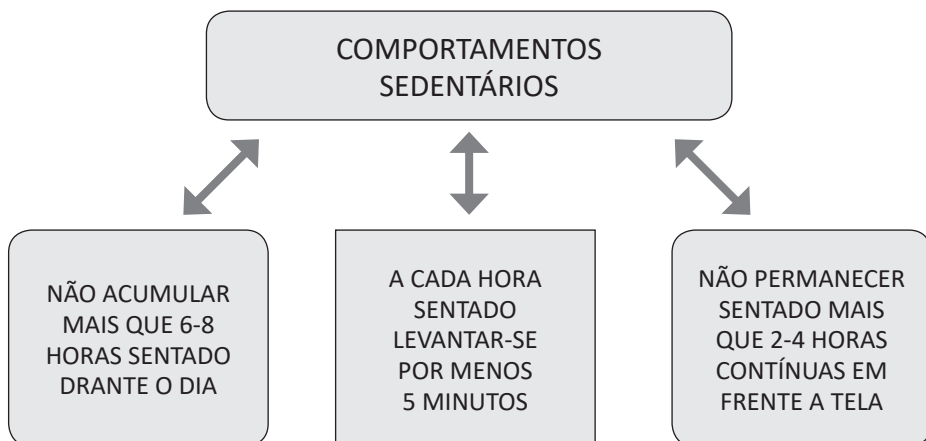 COMPORTAMENTOS
SEDENTÁRIOS
NÃO ACUMULAR
MAIS QUE 6-8
HORAS SENTADO
DRANTE O DIA
A CADA HORA
SENTADO
LEVANTAR-SE
POR MENOS
5 MINUTOS
NÃO PERMANECER
SENTADO MAIS
QUE 2-4 HORAS
CONTÍNUAS EM
FRENTE A TELA